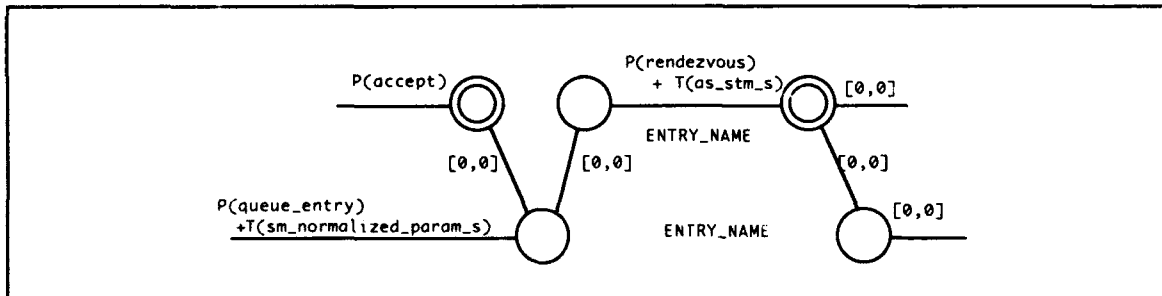 P(rendezvous)
P(accept)
+ T(as_stm_s)
[0,0]
ENTRY_NAME
[0,0]
[0,0]
[0,0]
P(queue_entry)
+T(sm_normalized_param_s)
ENTRY_NAME
[0,0]